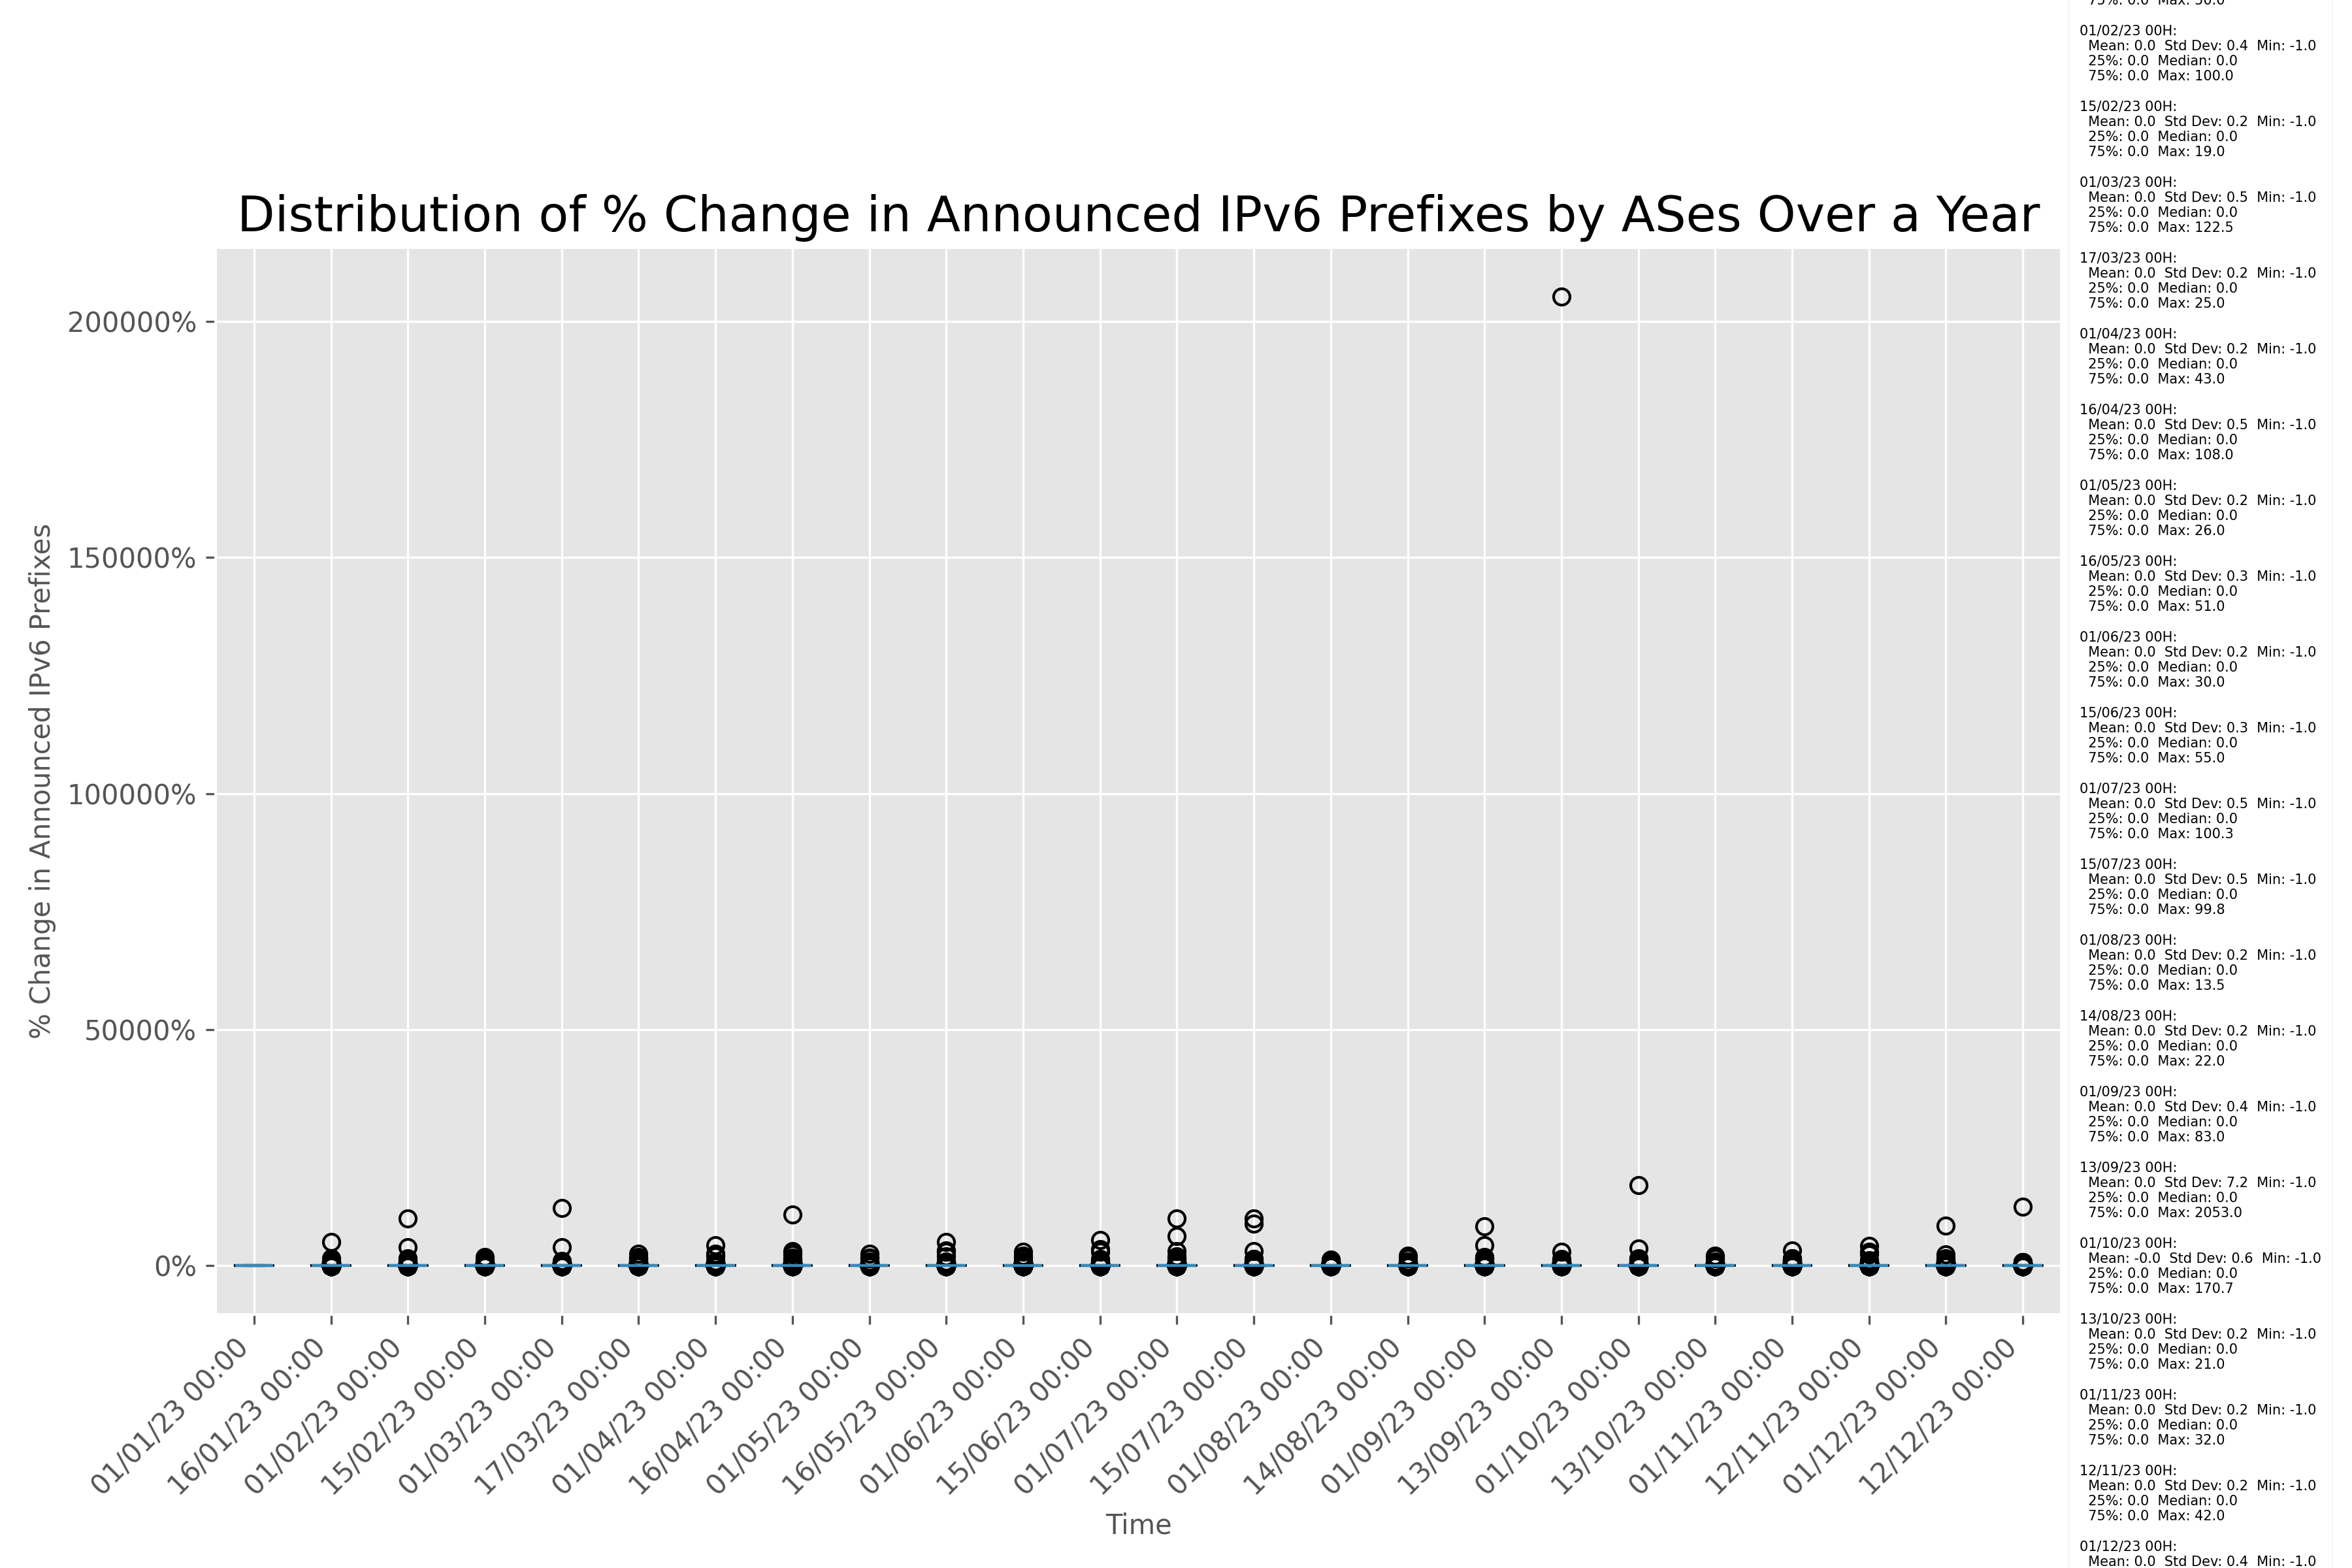 Distribution of % Change in Announced IPv6 Prefixes by ASes Over a Year
% Change in Announced IPv6 Prefixes
200000%
150000%
100000%
50000%
0%
01/01/23 00:00
16/01/23 00:00
01/02/23 00:00
15/02/23 00:00
01/03/23 00:00
17/03/23 00:00
01/04/23 00:00
16/04/23 00:00
01/05/23 00:00
16/05/23 00:00
01/06/23 00:00
15/06/23 00:00
01/07/23 00:00
15/07/23 00:00
01/08/23 00:00
14/08/23 00:00
01/09/23 00:00
13/09/23 00:00
01/10/23 00:00
13/10/23 00:00
01/11/23 00:00
12/11/23 00:00
01/12/23 00:00
12/12/23 00:00
Time
75%: 0.0 Max: 50.0
01/02/23 00H:
Mean: 0.0 Std Dev: 0.4 Min: -1.0
25%: 0.0 Median: 0.0
75%: 0.0 Max: 100.0
15/02/23 00H:
Mean: 0.0 Std Dev: 0.2 Min: -1.0
25%: 0.0 Median: 0.0
75%: 0.0 Max: 19.0
01/03/23 00H:
Mean: 0.0 Std Dev: 0.5 Min: -1.0
25%: 0.0 Median: 0.0
75%: 0.0 Max: 122.5
17/03/23 00H:
Mean: 0.0 Std Dev: 0.2 Min: -1.0
25%: 0.0 Median: 0.0
75%: 0.0 Max: 25.0
01/04/23 00H:
Mean: 0.0 Std Dev: 0.2 Min: -1.0
25%: 0.0 Median: 0.0
75%: 0.0 Max: 43.0
16/04/23 00H:
Mean: 0.0 Std Dev: 0.5 Min: -1.0
25%: 0.0 Median: 0.0
75%: 0.0 Max: 108.0
01/05/23 00H:
Mean: 0.0 Std Dev: 0.2 Min: -1.0
25%: 0.0 Median: 0.0
75%: 0.0 Max: 26.0
16/05/23 00H:
Mean: 0.0 Std Dev: 0.3 Min: -1.0
25%: 0.0 Median: 0.0
75%: 0.0 Max: 51.0
01/06/23 00H:
Mean: 0.0 Std Dev: 0.2 Min: -1.0
25%: 0.0 Median: 0.0
75%: 0.0 Max: 30.0
15/06/23 00H:
Mean: 0.0 Std Dev: 0.3 Min: -1.0
25%: 0.0 Median: 0.0
75%: 0.0 Max: 55.0
01/07/23 00H:
Mean: 0.0 Std Dev: 0.5 Min: -1.0
25%: 0.0 Median: 0.0
75%: 0.0 Max: 100.3
15/07/23 00H:
Mean: 0.0 Std Dev: 0.5 Min: -1.0
25%: 0.0 Median: 0.0
75%: 0.0 Max: 99.8
01/08/23 00H:
Mean: 0.0 Std Dev: 0.2 Min: -1.0
25%: 0.0 Median: 0.0
75%: 0.0 Max: 13.5
14/08/23 00H:
Mean: 0.0 Std Dev: 0.2 Min: -1.0
25%: 0.0 Median: 0.0
75%: 0.0 Max: 22.0
01/09/23 00H:
Mean: 0.0 Std Dev: 0.4 Min: -1.0
25%: 0.0 Median: 0.0
75%: 0.0 Max: 83.0
13/09/23 00H:
Mean: 0.0 Std Dev: 7.2 Min: -1.0
25%: 0.0 Median: 0.0
75%: 0.0 Max: 2053.0
01/10/23 00H:
Mean: -0.0 Std Dev: 0.6 Min: -1.0
25%: 0.0 Median: 0.0
75%: 0.0 Max: 170.7
13/10/23 00H:
Mean: 0.0 Std Dev: 0.2 Min: -1.0
25%: 0.0 Median: 0.0
75%: 0.0 Max: 21.0
01/11/23 00H:
Mean: 0.0 Std Dev: 0.2 Min: -1.0
25%: 0.0 Median: 0.0
75%: 0.0 Max: 32.0
12/11/23 00H:
Mean: 0.0 Std Dev: 0.2 Min: -1.0
25%: 0.0 Median: 0.0
75%: 0.0 Max: 42.0
01/12/23 00H:
Mean: 0.0 Std Dev: 0.4 Min: -1.0